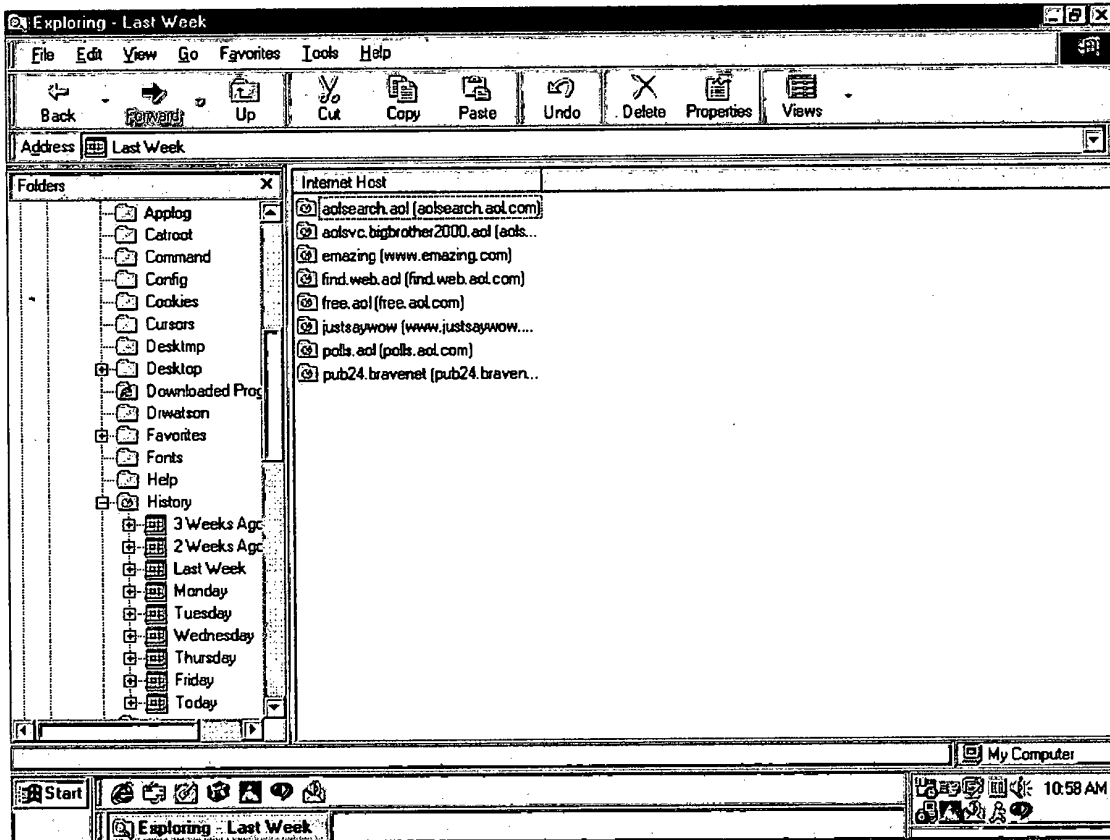 Exploring - Last Week
File Edit View Go Favorites Tools Help
Back Forward Up Cut Copy Paste Undo Delete Properties Views
Address Last Week
Folders
Applog
Catroot
Command
Config
Cookies
Cursors
Desktmp
Desktop
Downloaded Prog
Drwatson
Favorites
Fonts
Help
History
3 Weeks Ago
2 Weeks Ago
Last Week
Monday
Tuesday
Wednesday
Thursday
Friday
Today
Internet Host
aolsearch.aol (aolsearch.aol.com)
aolsvc.bigbrother2000.aol (aols...
emazing (www.emazing.com)
find.web.aol (find.web.aol.com)
free.aol (free.aol.com)
justsaywow (www.justsaywow....
polls.aol (polls.aol.com)
pub24.bravenet (pub24.braven...
My Computer
Start
10:58 AM
Exploring - Last Week